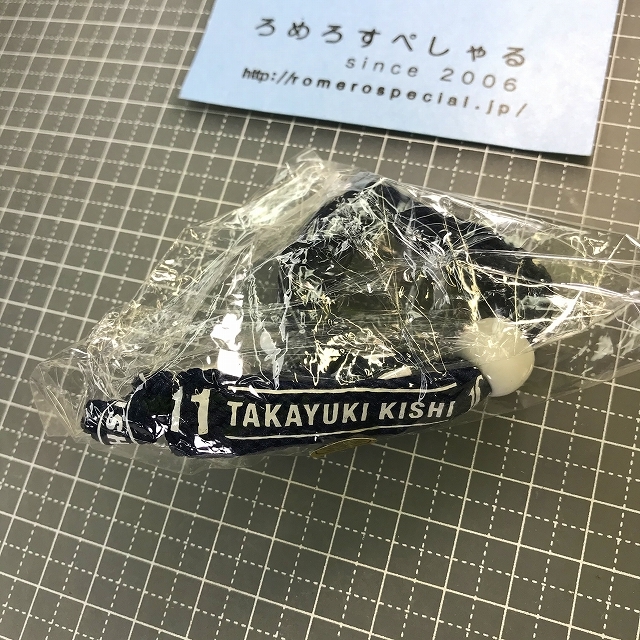 ろめろすぺしゃる
since 2006
http://romerospecial.jp/
11 TAKAYUKI KISHI